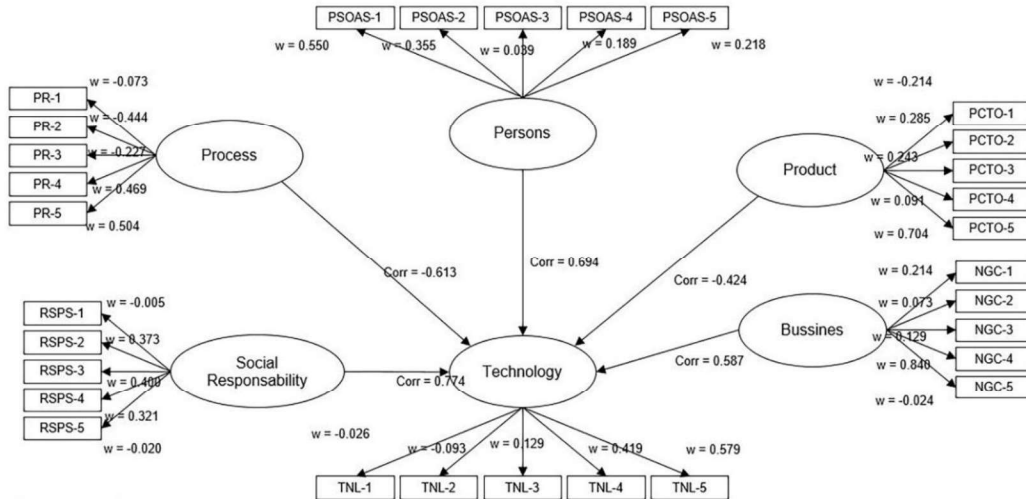 PSOAS-1 PSOAS-2 PSOAS-3 PSOAS-4 PSOAS-5
w = 0.550 w = 0.355 w = 0.039 w = 0.189 w = 0.218
Persons
w = -0.073
PR-1
w = -0.444
PR-2
w = -0.227
PR-3
PR-4
w = 0.469
PR-5
w = 0.504
Process
w = -0.214
PCTO-1
w = 0.285
PCTO-2
w = 0.243
PCTO-3
PCTO-4
w = 0.091
PCTO-5
w = 0.704
Product
Corr = -0.613
Corr = 0.694
Corr = -0.424
w = -0.005
RSPS-1
RSPS-2
w = 0.373
RSPS-3
w = 0.400
RSPS-4
w = 0.321
RSPS-5
w = -0.020
Social
Responsability
Corr = 0.774
Technology
Corr = 0.587
Bussines
w = 0.214
NGC-1
w = 0.073
NGC-2
w = 0.129
NGC-3
NGC-4
w = 0.840
NGC-5
w = -0.024
w = -0.026 w = -0.093 w = 0.129 w = 0.419 w = 0.579
TNL-1 TNL-2 TNL-3 TNL-4 TNL-5